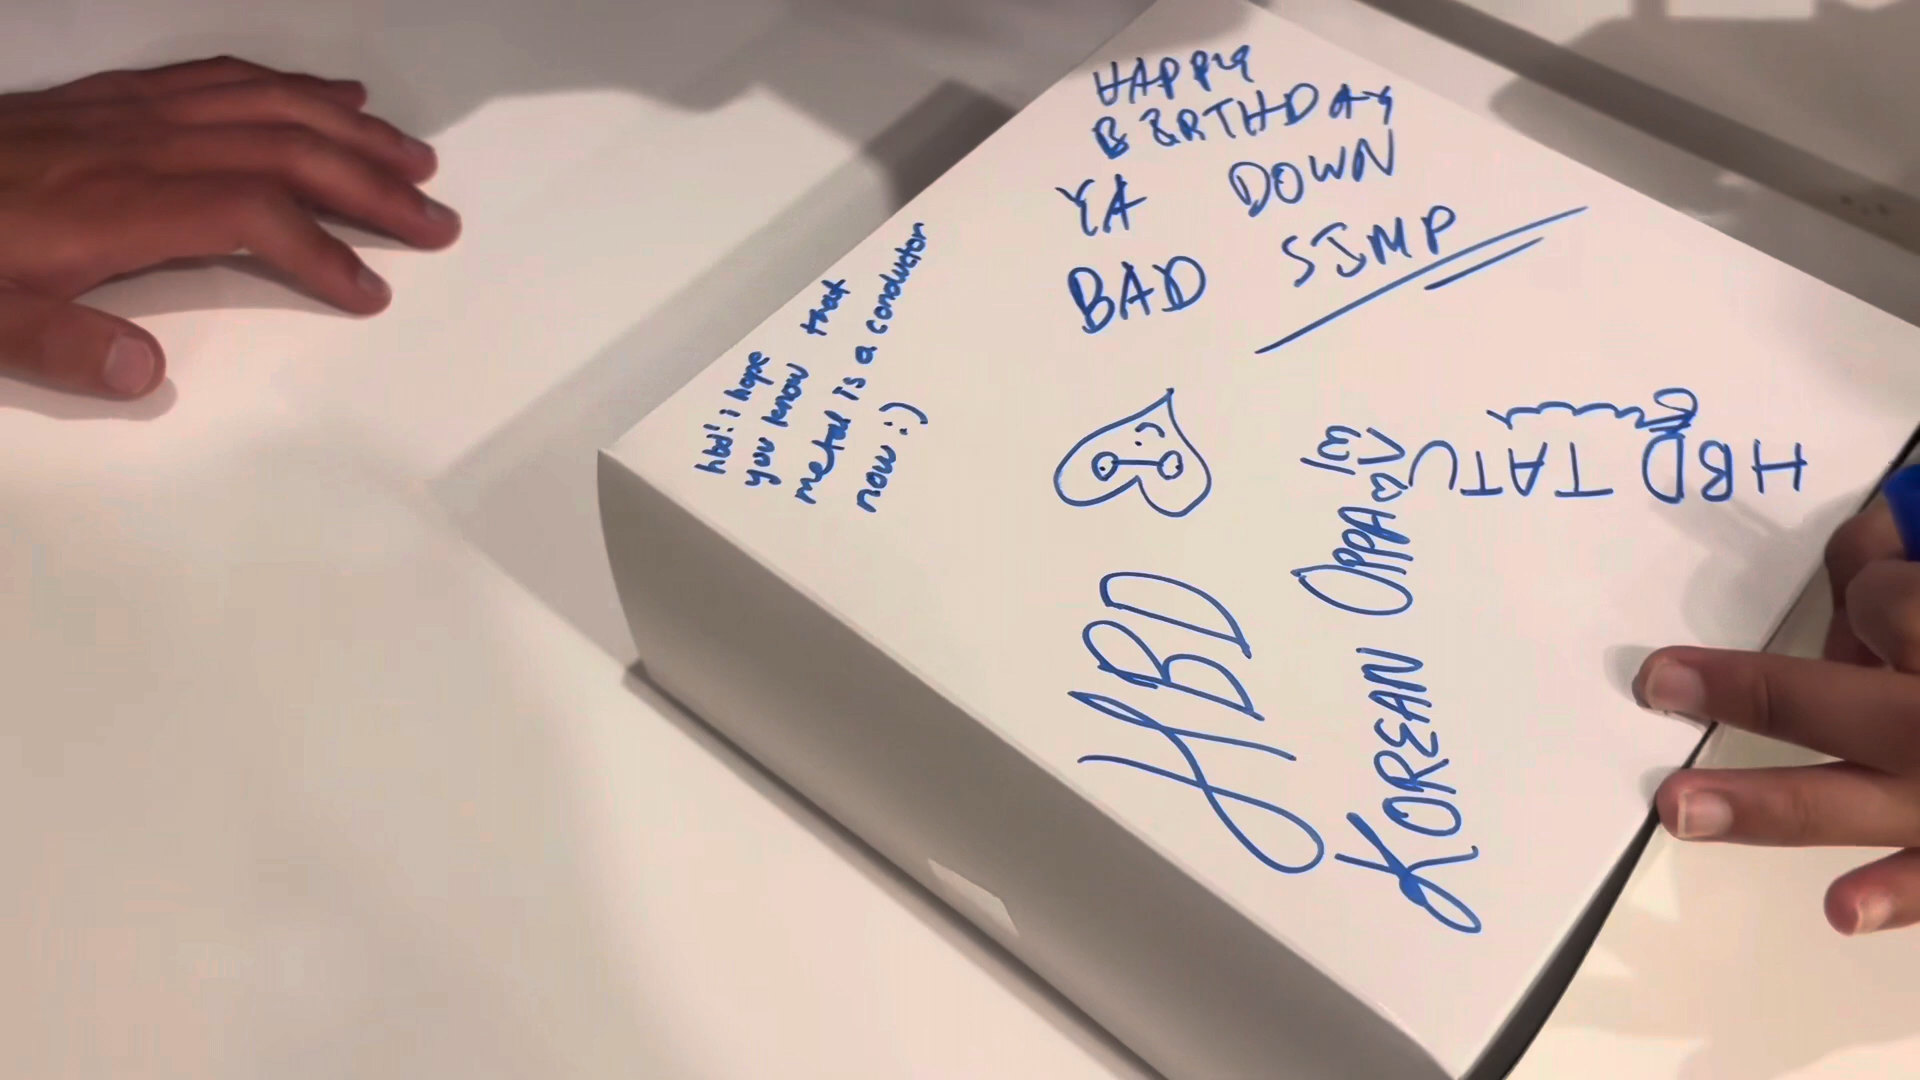 HAPPY
BIRTHDAY
YA DOWN
BAD SIMP
hbd! i hope
you know that
metal is a conductor
now :)
HBD
KOREAN OPPA
HBD TATC